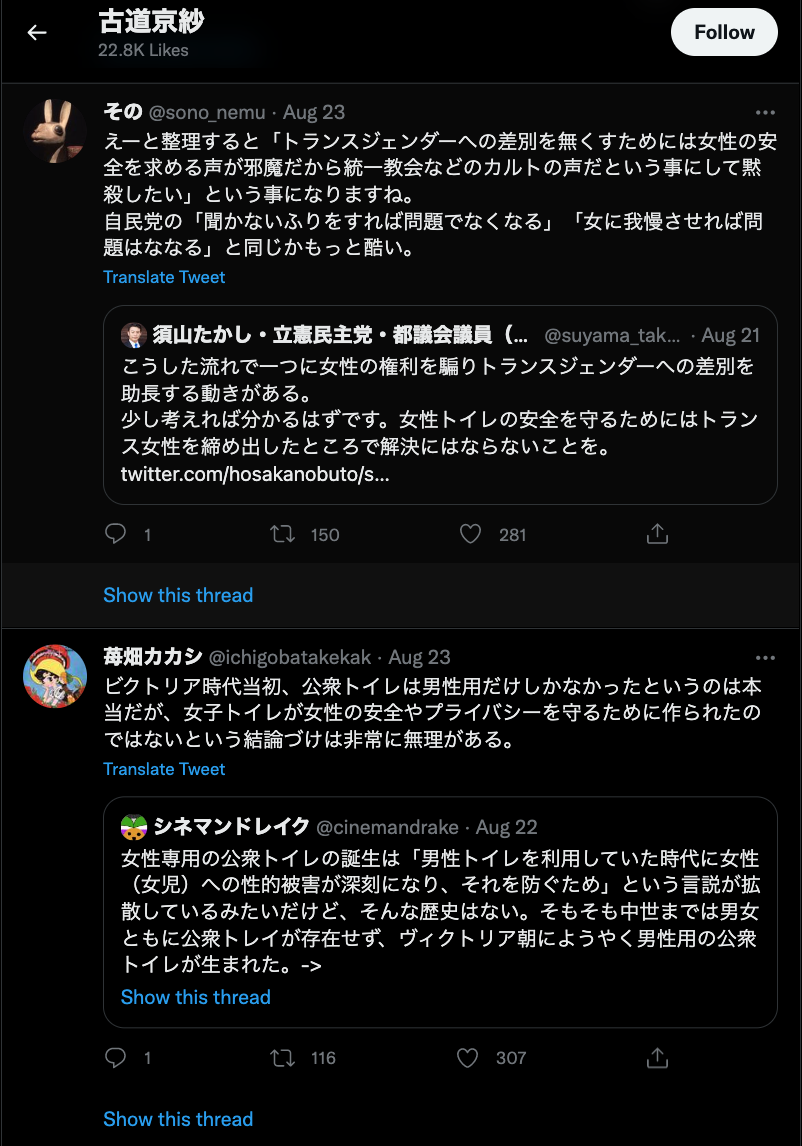 古道京紗
22.8K Likes
Follow
その @sono_nemu · Aug 23
えーと整理すると「トランスジェンダーへの差別を無くすためには女性の安
全を求める声が邪魔だから統一教会などのカルトの声だという事にして黙
殺したい」という事になりますね。
自民党の「聞かないふりをすれば問題でなくなる」「女に我慢させれば問
題はななる」と同じかもっと酷い。
Translate Tweet
須山たかし・立憲民主党・都議会議員（... @suyama_tak... · Aug 21
こうした流れで一つに女性の権利を騙りトランスジェンダーへの差別を
助長する動きがある。
少し考えれば分かるはずです。女性トイレの安全を守るためにはトラン
ス女性を締め出したところで解決にはならないことを。
twitter.com/hosakanobuto/s...
1 150 281
Show this thread
苺畑カカシ @ichigobatakekak · Aug 23
ビクトリア時代当初、公衆トイレは男性用だけしかなかったというのは本
当だが、女子トイレが女性の安全やプライバシーを守るために作られたの
ではないという結論づけは非常に無理がある。
Translate Tweet
シネマンドレイク @cinemandrake · Aug 22
女性専用の公衆トイレの誕生は「男性トイレを利用していた時代に女性
（女児）への性的被害が深刻になり、それを防ぐため」という言説が拡
散しているみたいだけど、そんな歴史はない。そもそも中世までは男女
ともに公衆トレイが存在せず、ヴィクトリア朝にようやく男性用の公衆
トイレが生まれた。->
Show this thread
1 116 307
Show this thread